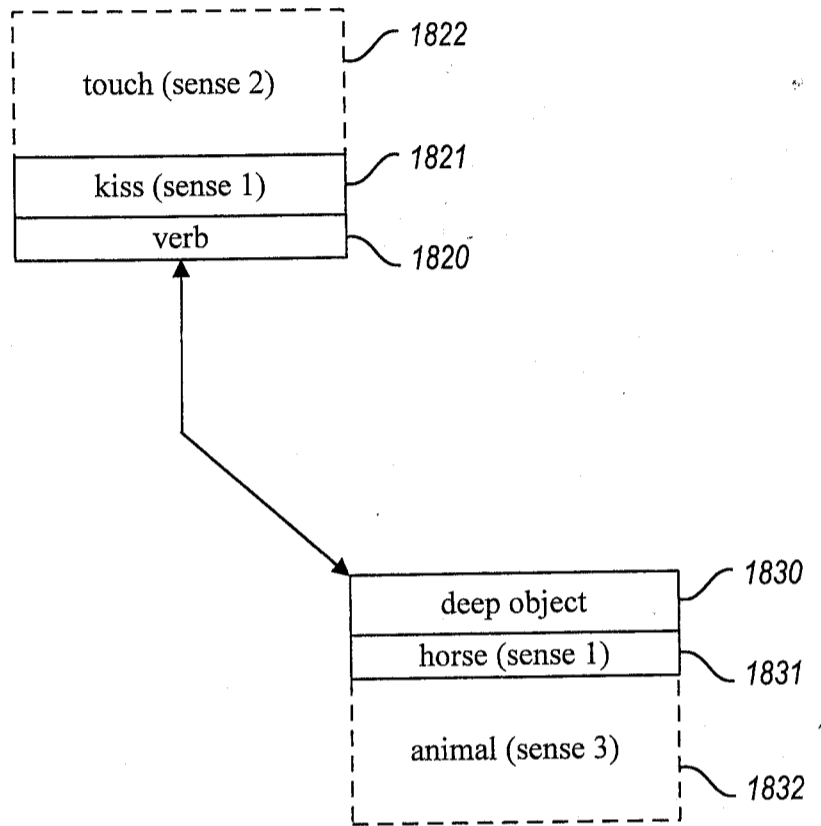 1822
touch (sense 2)
1821
kiss (sense 1)
verb
1820
1830
deep object
horse (sense 1)
1831
animal (sense 3)
1832